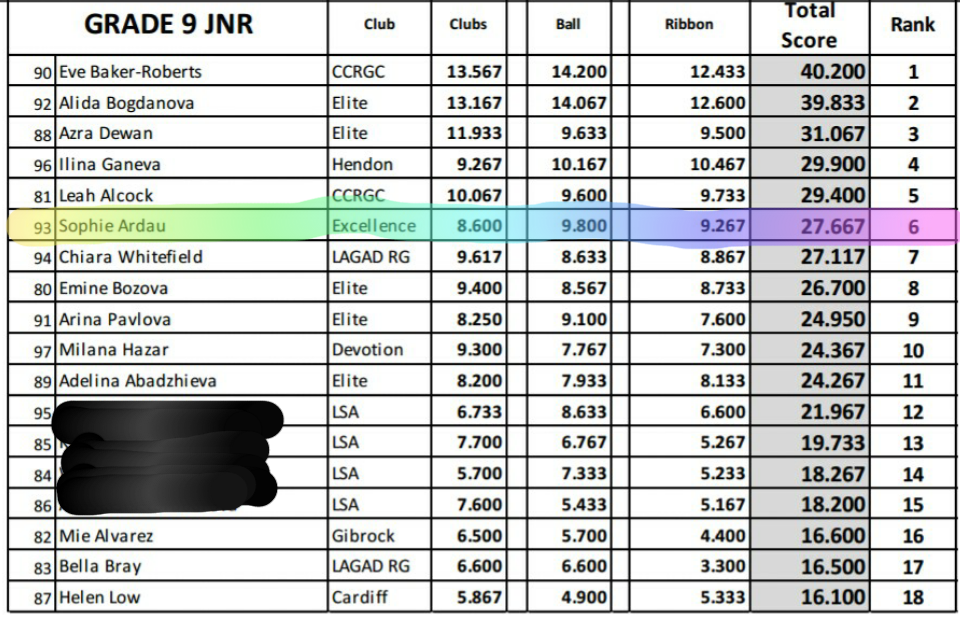 GRADE 9 JNR Club Clubs Ball Ribbon Total Score Rank
90 Eve Baker-Roberts CCRGC 13.567 14.200 12.433 40.200 1
92 Alida Bogdanova Elite 13.167 14.067 12.600 39.833 2
88 Azra Dewan Elite 11.933 9.633 9.500 31.067 3
96 Ilina Ganeva Hendon 9.267 10.167 10.467 29.900 4
81 Leah Alcock CCRGC 10.067 9.600 9.733 29.400 5
93 Sophie Ardau Excellence 8.600 9.800 9.267 27.667 6
94 Chiara Whitefield LAGAD RG 9.617 8.633 8.867 27.117 7
80 Emine Bozova Elite 9.400 8.567 8.733 26.700 8
91 Arina Pavlova Elite 8.250 9.100 7.600 24.950 9
97 Milana Hazar Devotion 9.300 7.767 7.300 24.367 10
89 Adelina Abadzhieva Elite 8.200 7.933 8.133 24.267 11
95 LSA 6.733 8.633 6.600 21.967 12
85 LSA 7.700 6.767 5.267 19.733 13
84 LSA 5.700 7.333 5.233 18.267 14
86 LSA 7.600 5.433 5.167 18.200 15
82 Mie Alvarez Gibrock 6.500 5.700 4.400 16.600 16
83 Bella Bray LAGAD RG 6.600 6.600 3.300 16.500 17
87 Helen Low Cardiff 5.867 4.900 5.333 16.100 18